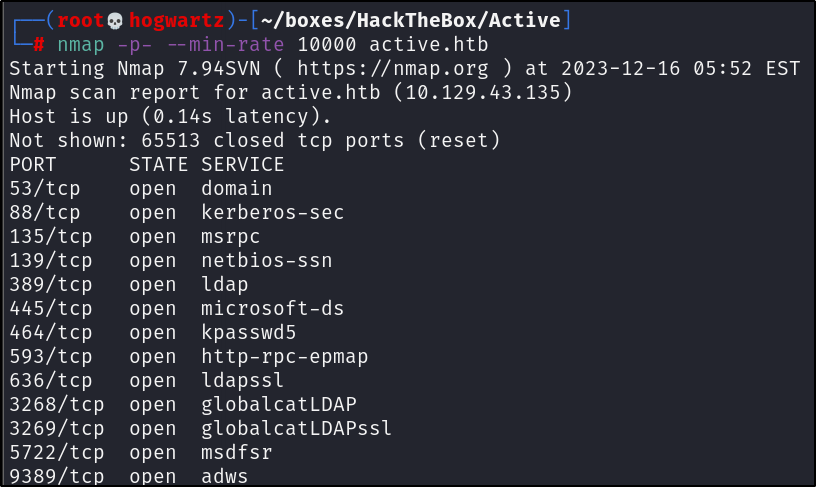 ┌──(root💀hogwartz)-[~/boxes/HackTheBox/Active]
└─# nmap -p- --min-rate 10000 active.htb
Starting Nmap 7.94SVN ( https://nmap.org ) at 2023-12-16 05:52 EST
Nmap scan report for active.htb (10.129.43.135)
Host is up (0.14s latency).
Not shown: 65513 closed tcp ports (reset)
PORT      STATE SERVICE
53/tcp    open  domain
88/tcp    open  kerberos-sec
135/tcp   open  msrpc
139/tcp   open  netbios-ssn
389/tcp   open  ldap
445/tcp   open  microsoft-ds
464/tcp   open  kpasswd5
593/tcp   open  http-rpc-epmap
636/tcp   open  ldapssl
3268/tcp  open  globalcatLDAP
3269/tcp  open  globalcatLDAPssl
5722/tcp  open  msdfsr
9389/tcp  open  adws